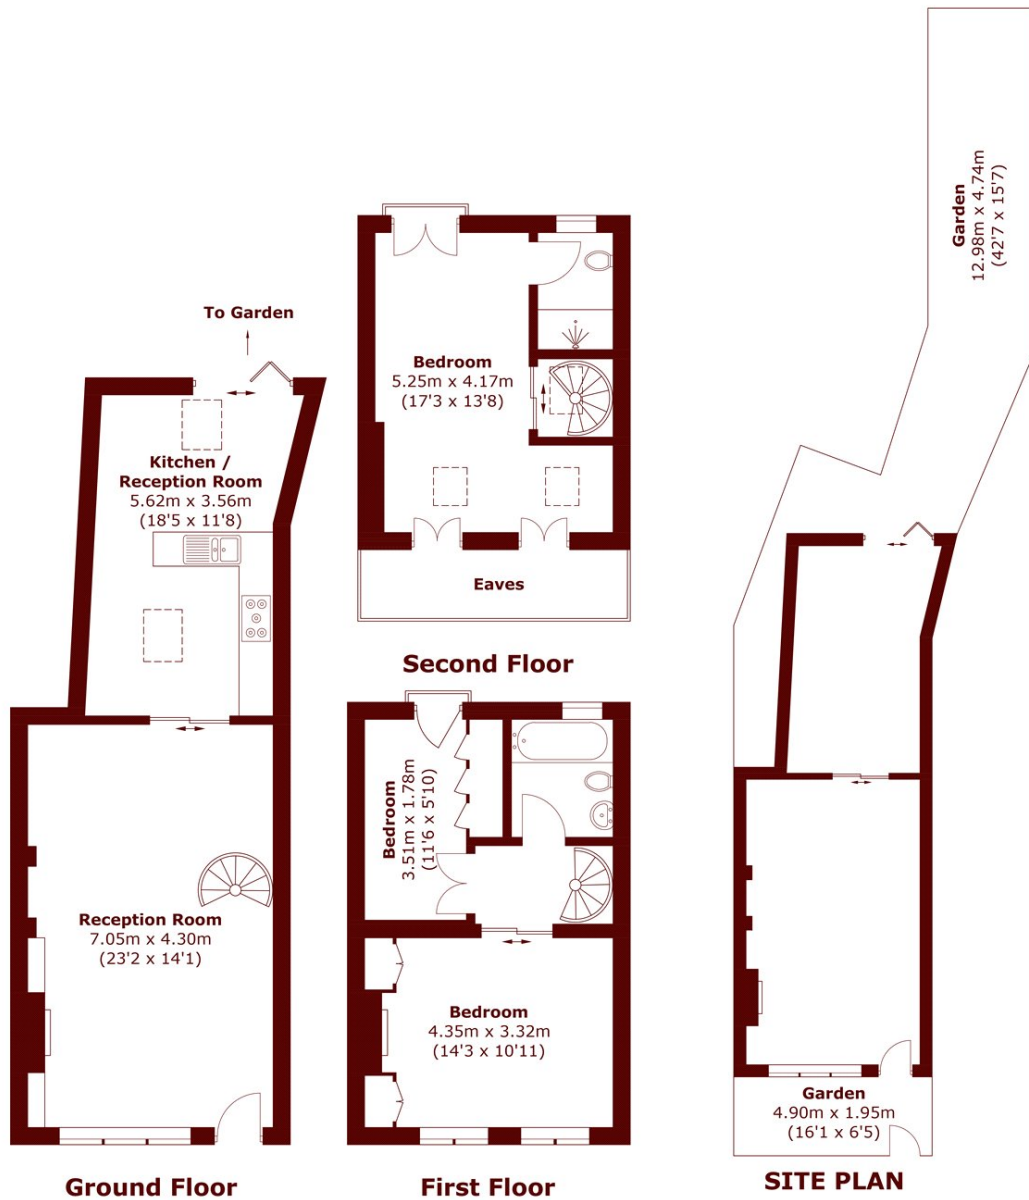 To Garden
Kitchen /
Reception Room
5.62m x 3.56m
(18'5 x 11'8)
Reception Room
7.05m x 4.30m
(23'2 x 14'1)
Ground Floor
Bedroom
5.25m x 4.17m
(17'3 x 13'8)
Eaves
Second Floor
Bedroom
3.51m x 1.78m
(11'6 x 5'10)
Bedroom
4.35m x 3.32m
(14'3 x 10'11)
First Floor
Garden
12.98m x 4.74m
(42'7 x 15'7)
Garden
4.90m x 1.95m
(16'1 x 6'5)
SITE PLAN